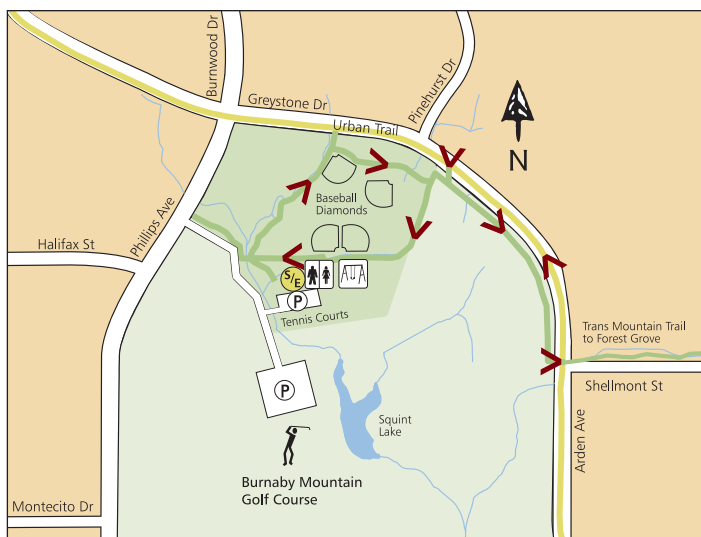 Burnwood Dr
Greystone Dr
Pinehurst Dr
Urban Trail
N
Baseball
Diamonds
Phillips Ave
Halifax St
S/E
P
Tennis Courts
Trans Mountain Trail
to Forest Grove
Shellmont St
P
Squint
Lake
Arden Ave
Burnaby Mountain
Golf Course
Montecito Dr